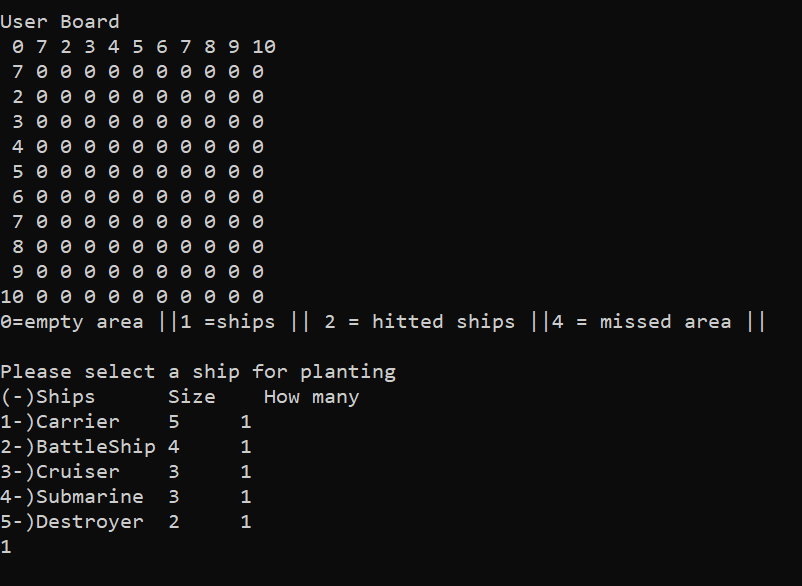 User Board
 0 7 2 3 4 5 6 7 8 9 10
 7 0 0 0 0 0 0 0 0 0 0
 2 0 0 0 0 0 0 0 0 0 0
 3 0 0 0 0 0 0 0 0 0 0
 4 0 0 0 0 0 0 0 0 0 0
 5 0 0 0 0 0 0 0 0 0 0
 6 0 0 0 0 0 0 0 0 0 0
 7 0 0 0 0 0 0 0 0 0 0
 8 0 0 0 0 0 0 0 0 0 0
 9 0 0 0 0 0 0 0 0 0 0
10 0 0 0 0 0 0 0 0 0 0
0=empty area ||1 =ships || 2 = hitted ships ||4 = missed area ||
Please select a ship for planting
(-)Ships      Size    How many
1-)Carrier    5     1
2-)BattleShip 4     1
3-)Cruiser    3     1
4-)Submarine  3     1
5-)Destroyer  2     1
1